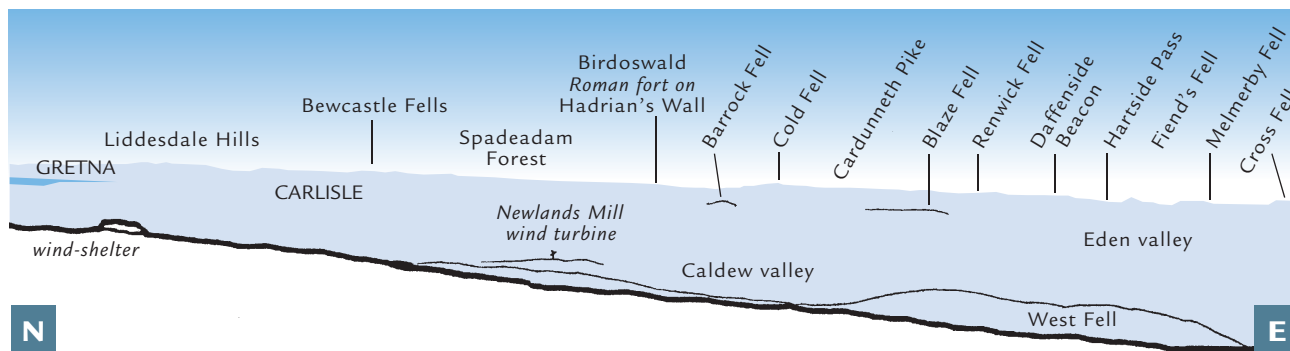 Liddesdale Hills
GRETNA
Bewcastle Fells
CARLISLE
Spadeadam
Forest
Birdoswald
Roman fort on
Hadrian's Wall
Barrock Fell
Cold Fell
Cardunneth Pike
Blaze Fell
Renwick Fell
Daffenside
Beacon
Hartside Pass
Fiend's Fell
Melmerby Fell
Cross Fell
wind-shelter
Newlands Mill
wind turbine
Caldew valley
Eden valley
West Fell
N
E